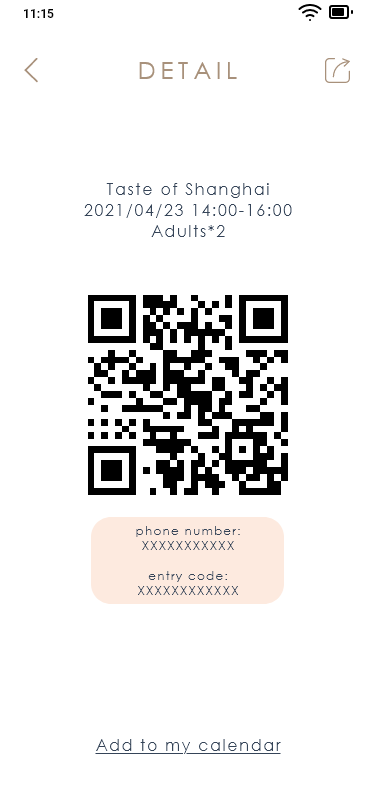 11:15
DETAIL
Taste of Shanghai
2021/04/23 14:00-16:00
Adults*2
phone number:
XXXXXXXXXXX
entry code:
XXXXXXXXXXXX
Add to my calendar